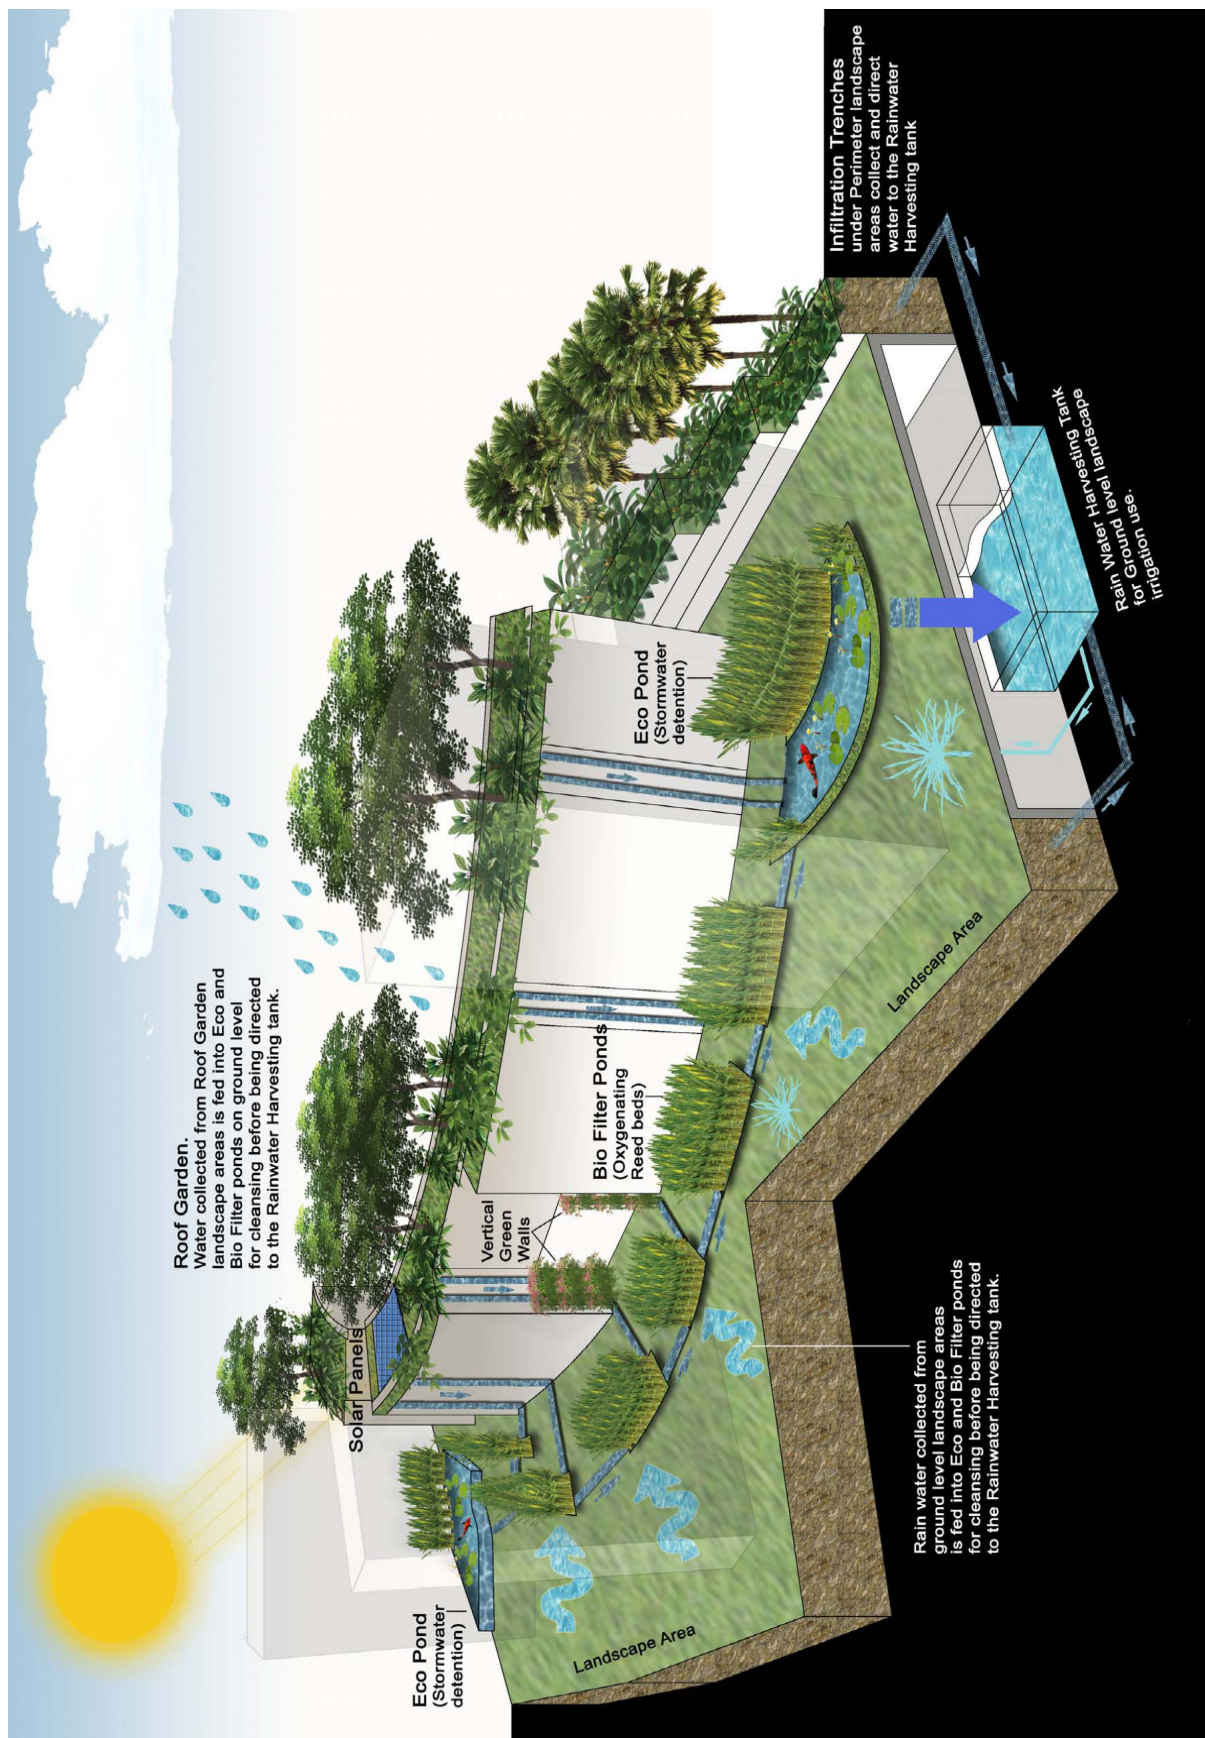 Roof Garden.
Water collected from Roof Garden
landscape areas is fed into Eco and
Bio Filter ponds on ground level
for cleansing before being directed
to the Rainwater Harvesting tank.
Solar Panels
Eco Pond
(Stormwater
detention)
Vertical
Green
Walls
Bio Filter Ponds
(Oxygenating
Reed beds)
Eco Pond
(Stormwater
detention)
Infiltration Trenches
under Perimeter landscape
areas collect and direct
water to the Rainwater
Harvesting tank
Landscape Area
Landscape Area
Rain water collected from
ground level landscape areas
is fed into Eco and Bio Filter ponds
for cleansing before being directed
to the Rainwater Harvesting tank.
Rain Water Harvesting Tank
for Ground level landscape
irrigation use.